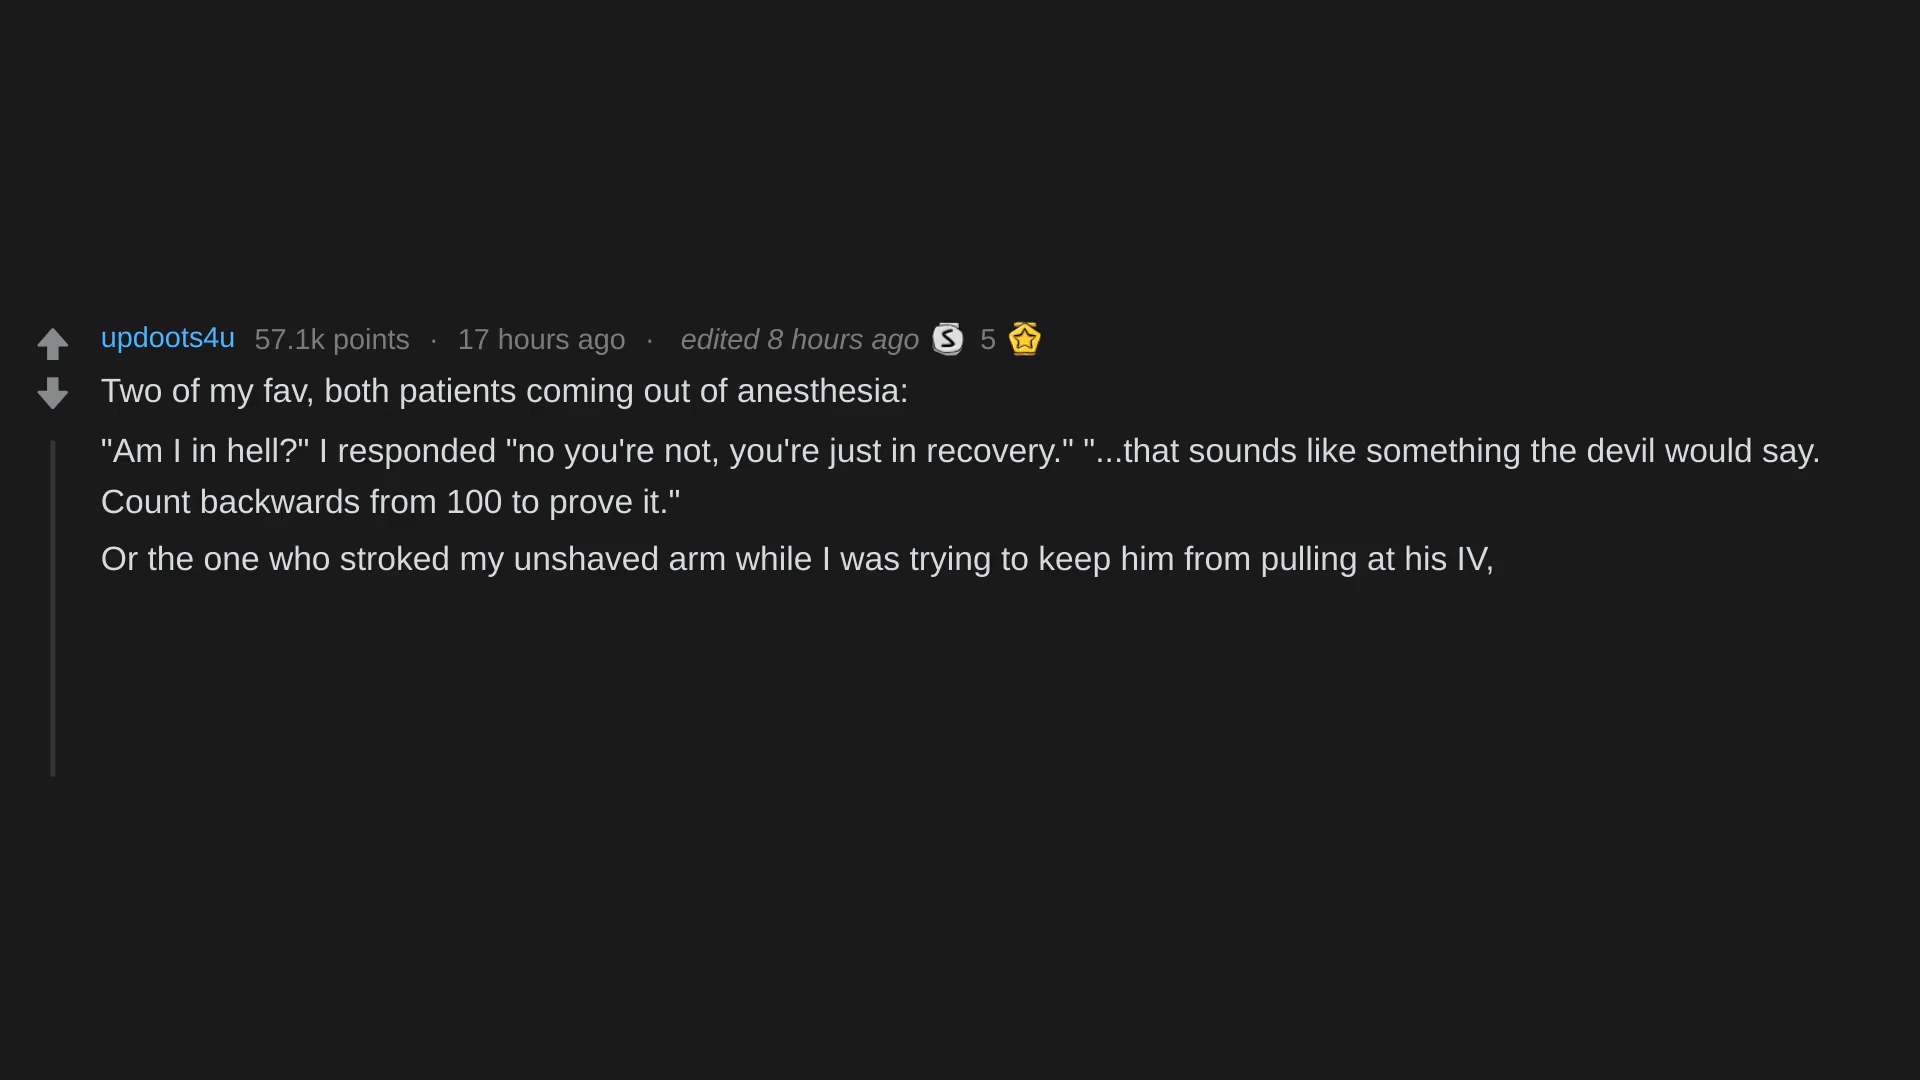 updoots4u 57.1k points · 17 hours ago · edited 8 hours ago S 5
Two of my fav, both patients coming out of anesthesia:
"Am I in hell?" I responded "no you're not, you're just in recovery." "...that sounds like something the devil would say.
Count backwards from 100 to prove it."
Or the one who stroked my unshaved arm while I was trying to keep him from pulling at his IV,